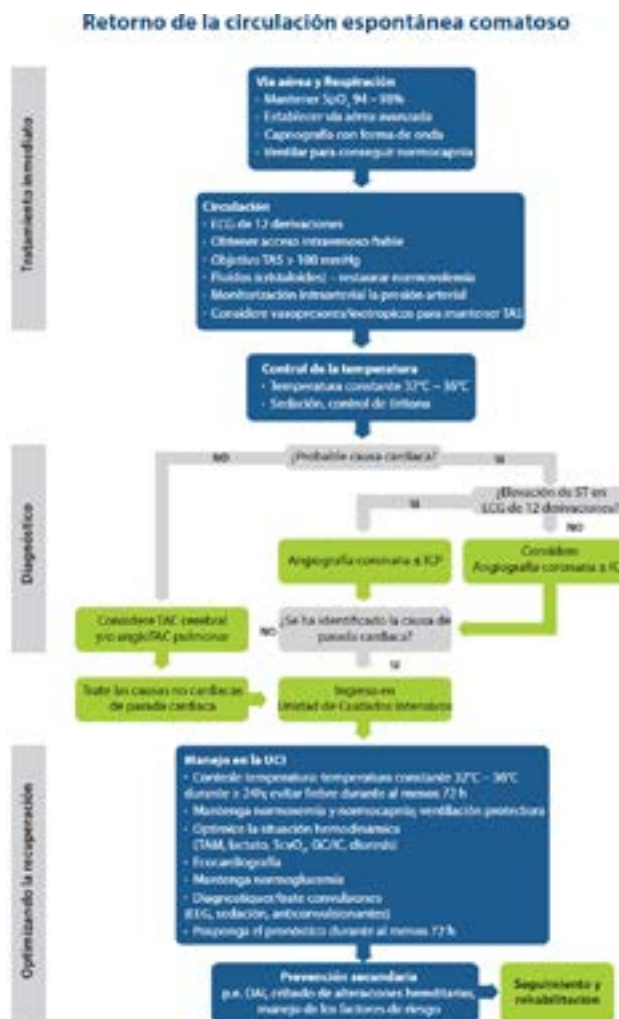 Retorno de la circulación espontánea comatoso
Tratamiento inmediato
Vía aérea y Respiración
· Mantener SpO₂ 94 – 98%
· Establecer vía aérea avanzada
· Capnografía con forma de onda
· Ventilar para conseguir normocapnia
Circulación
· ECG de 12 derivaciones
· Obtener acceso intravenoso fiable
· Objetivo TAS > 100 mmHg
· Fluidos (cristaloides) – restaurar normovolemia
· Monitorización intraarterial la presión arterial
· Considere vasopresores/inotrópicos para mantener TAS
Control de la temperatura
· Temperatura constante 32°C – 36°C
· Sedación, control de tiritona
Diagnóstico
¿Probable causa cardiaca?
NO
SI
¿Elevación de ST en
ECG de 12 derivaciones?
SI
NO
Angiografía coronaria ± ICP
Considere
Angiografía coronaria ± IC
Considere TAC cerebral
y/o angioTAC pulmonar
NO
¿Se ha identificado la causa de
parada cardiaca?
SI
Trate las causas no cardiacas
de parada cardiaca
Ingreso en
Unidad de Cuidados Intensivos
Optimizando la recuperación
Manejo en la UCI
· Controle temperatura: temperatura constante 32°C – 36°C
durante ≥ 24h; evitar fiebre durante al menos 72 h
· Mantenga normoxemia y normocapnia; ventilación protectora
· Optimice la situación hemodinámica
(TAM, lactato, ScvO₂, GC/IC, diuresis)
· Ecocardiografía
· Mantenga normoglucemia
· Diagnostique/trate convulsiones
(EEG, sedación, anticonvulsionantes)
· Posponga el pronóstico durante al menos 72 h
Prevención secundaria
p.e. DAI, cribado de alteraciones hereditarias,
manejo de los factores de riesgo
Seguimiento y
rehabilitación